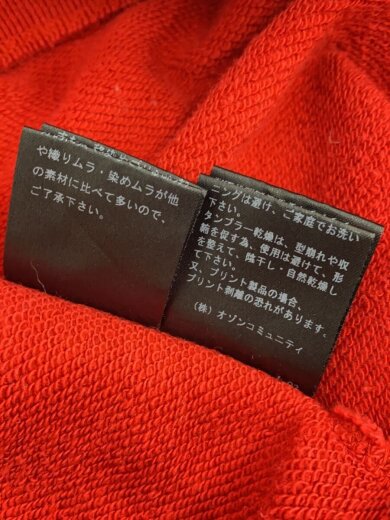 や織りムラ・染めムラが他
の素材に比べて多いので、
ご了承下さい。
ニングは避け、ご家庭でお洗い
下さい。
タンブラー乾燥は、型崩れや収
縮を促す為、使用は避けて、形
を整えて、陰干し・自然乾燥し
て下さい。
又、プリント製品の場合、
プリント剥離の恐れがあります。
(株)オゾンコミュニティ